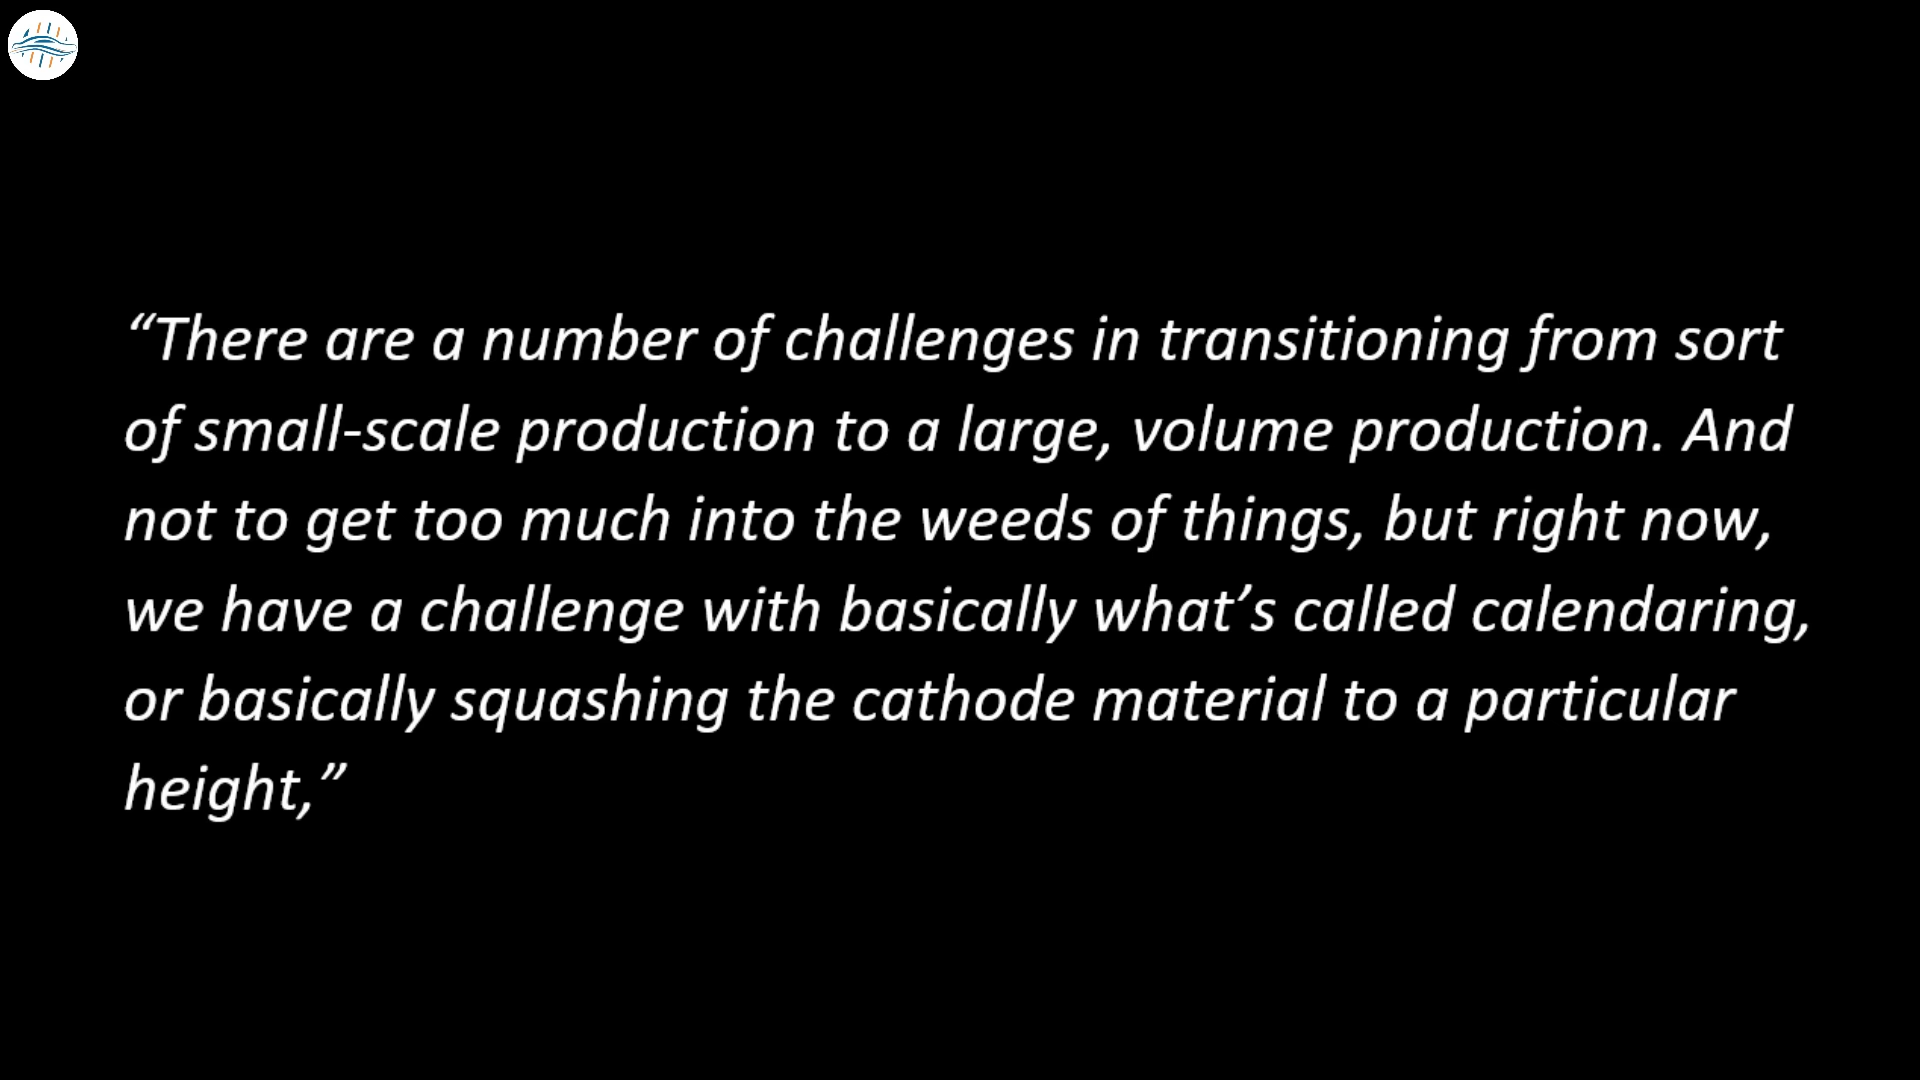 “There are a number of challenges in transitioning from sort
of small-scale production to a large, volume production. And
not to get too much into the weeds of things, but right now,
we have a challenge with basically what’s called calendaring,
or basically squashing the cathode material to a particular
height,”